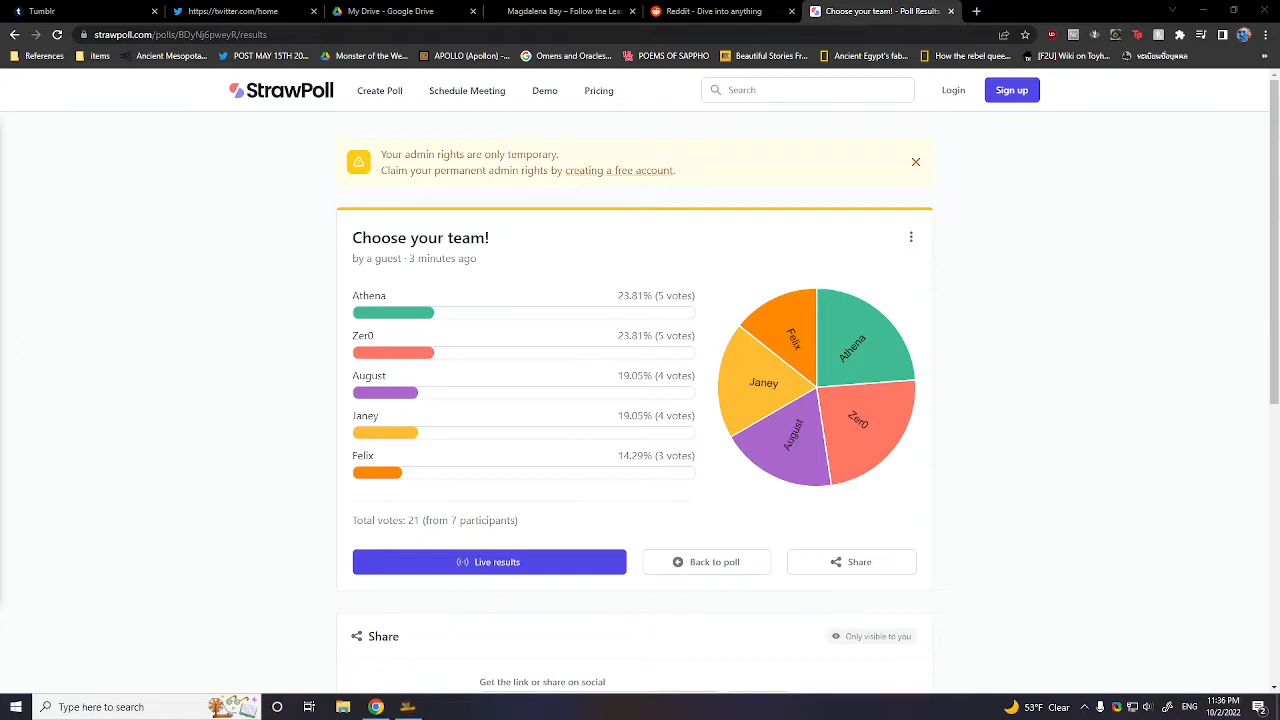 Tumblr
https://twitter.com/home
My Drive - Google Drive
Magdalena Bay – Follow the Lea
Reddit - Dive into anything
Choose your team! - Poll Results
strawpoll.com/polls/BDyNj6pweyR/results
References
items
Ancient Mesopota...
POST MAY 15TH 20...
Monster of the We...
APOLLO (Apollon) -...
Omens and Oracles...
POEMS OF SAPPHO
Beautiful Stories Fr...
Ancient Egypt's fab...
How the rebel quee...
[FU] Wiki on Toply...
StrawPoll
Create Poll
Schedule Meeting
Demo
Pricing
Search
Login
Sign up
Your admin rights are only temporary.
Claim your permanent admin rights by creating a free account.
Choose your team!
by a guest · 3 minutes ago
Athena 23.81% (5 votes)
Zer0 23.81% (5 votes)
August 19.05% (4 votes)
Janey 19.05% (4 votes)
Felix 14.29% (3 votes)
Athena
Zer0
August
Janey
Felix
Total votes: 21 (from 7 participants)
Live results
Back to poll
Share
Share
Only visible to you
Get the link or share on social
Type here to search
53°F Clear
ENG
11:36 PM
10/2/2022